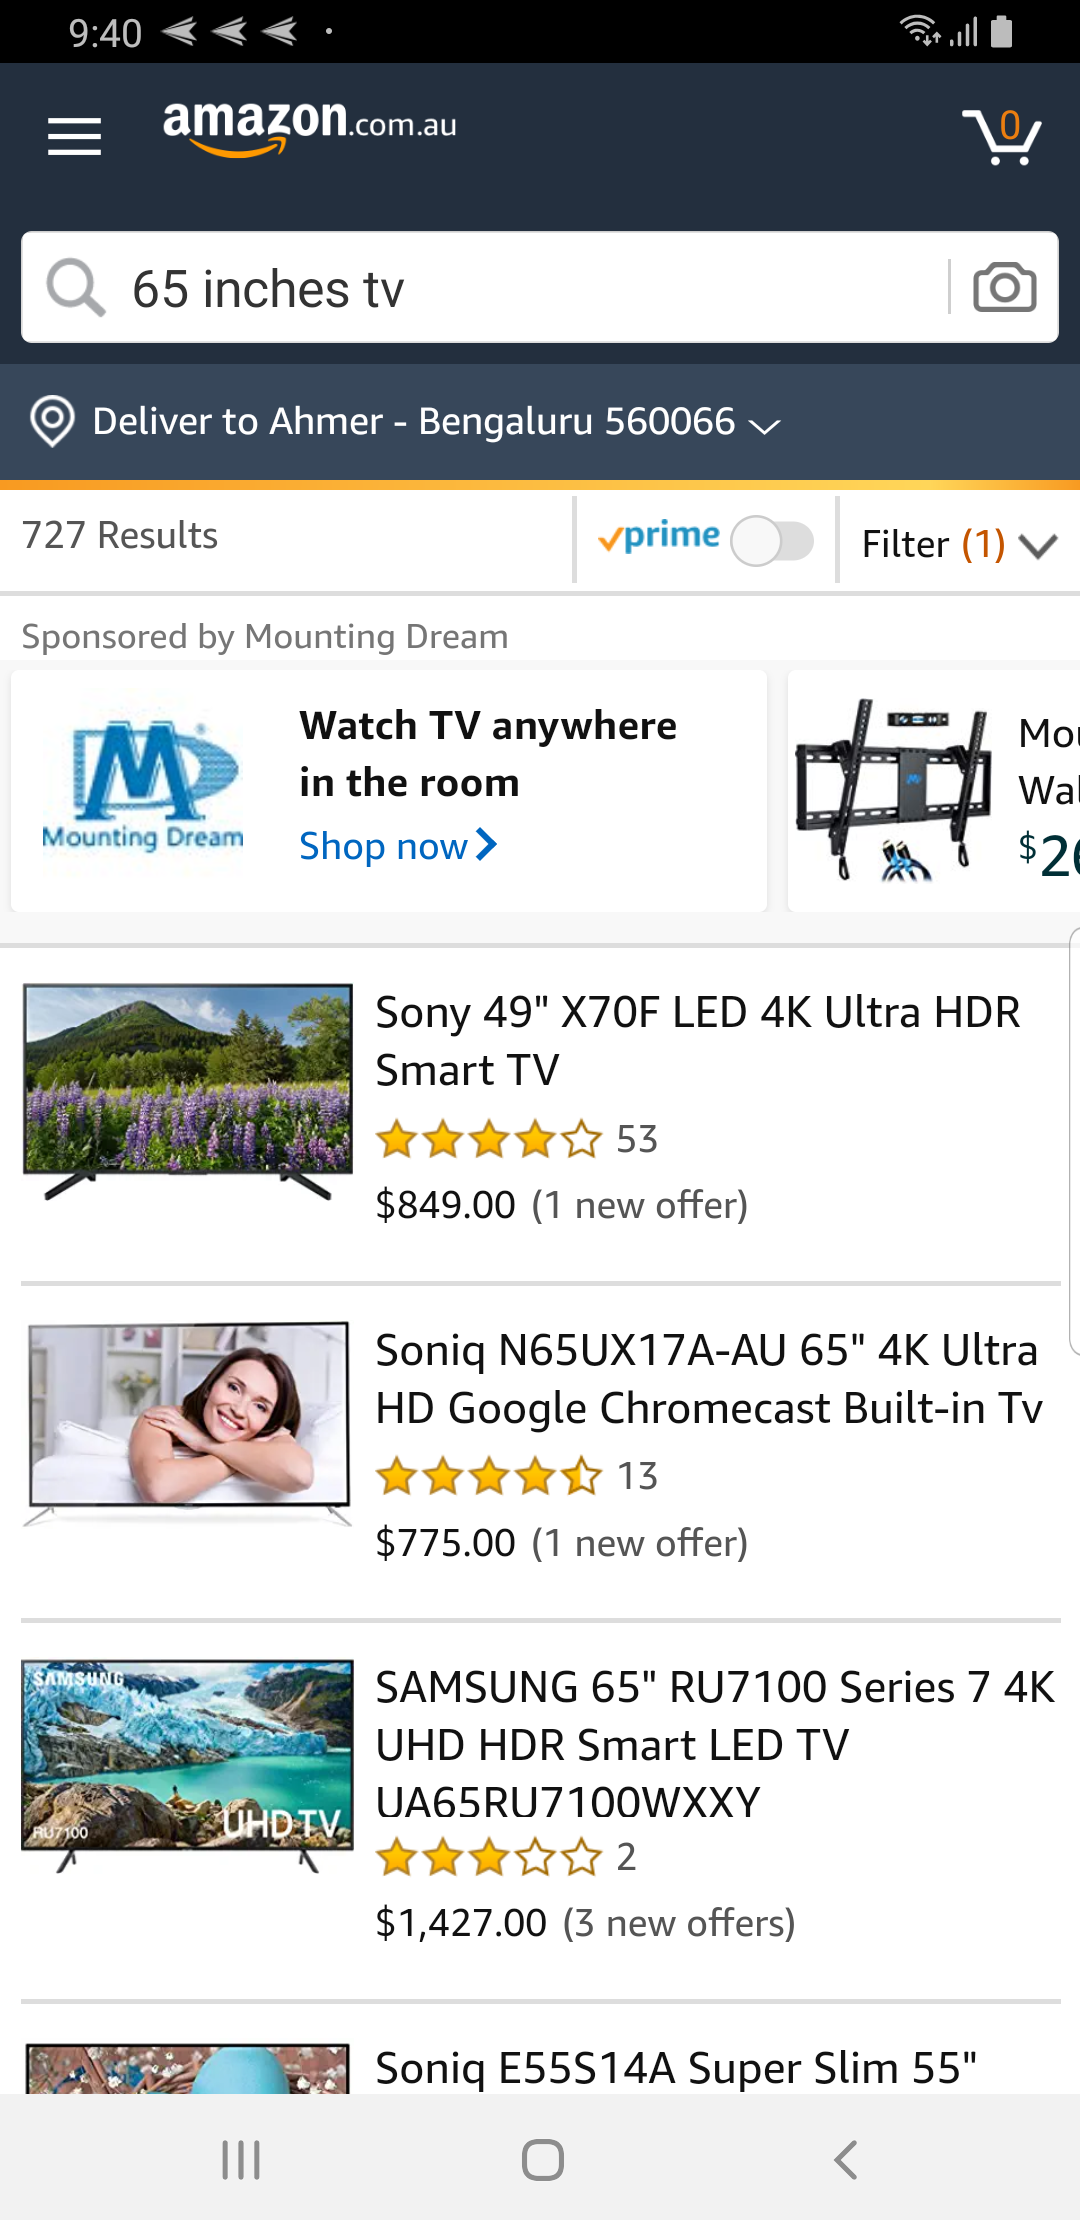 9:40
amazon.com.au
0
65 inches tv
Deliver to Ahmer - Bengaluru 560066
727 Results
prime
Filter (1)
Sponsored by Mounting Dream
Mounting Dream
Watch TV anywhere
in the room
Shop now
Mou
Wal
$26
Sony 49" X70F LED 4K Ultra HDR
Smart TV
53
$849.00 (1 new offer)
Soniq N65UX17A-AU 65" 4K Ultra
HD Google Chromecast Built-in Tv
13
$775.00 (1 new offer)
SAMSUNG
UHD TV
RU7100
SAMSUNG 65" RU7100 Series 7 4K
UHD HDR Smart LED TV
UA65RU7100WXXY
2
$1,427.00 (3 new offers)
Soniq E55S14A Super Slim 55"